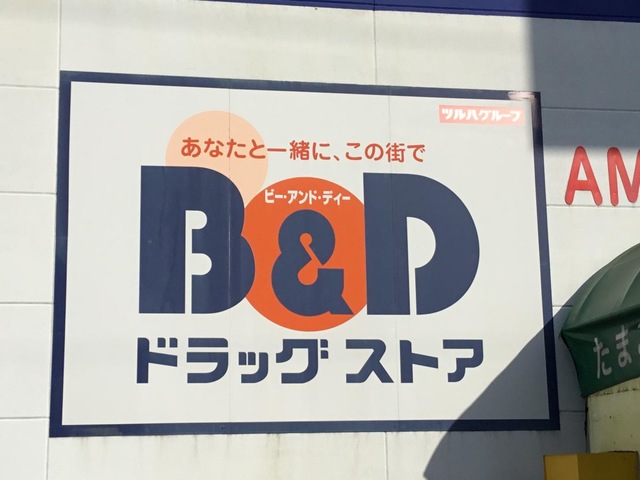 ツルハグループ
あなたと一緒に、この街で
ビー・アンド・ディー
B&D
ドラッグストア
AM
たま